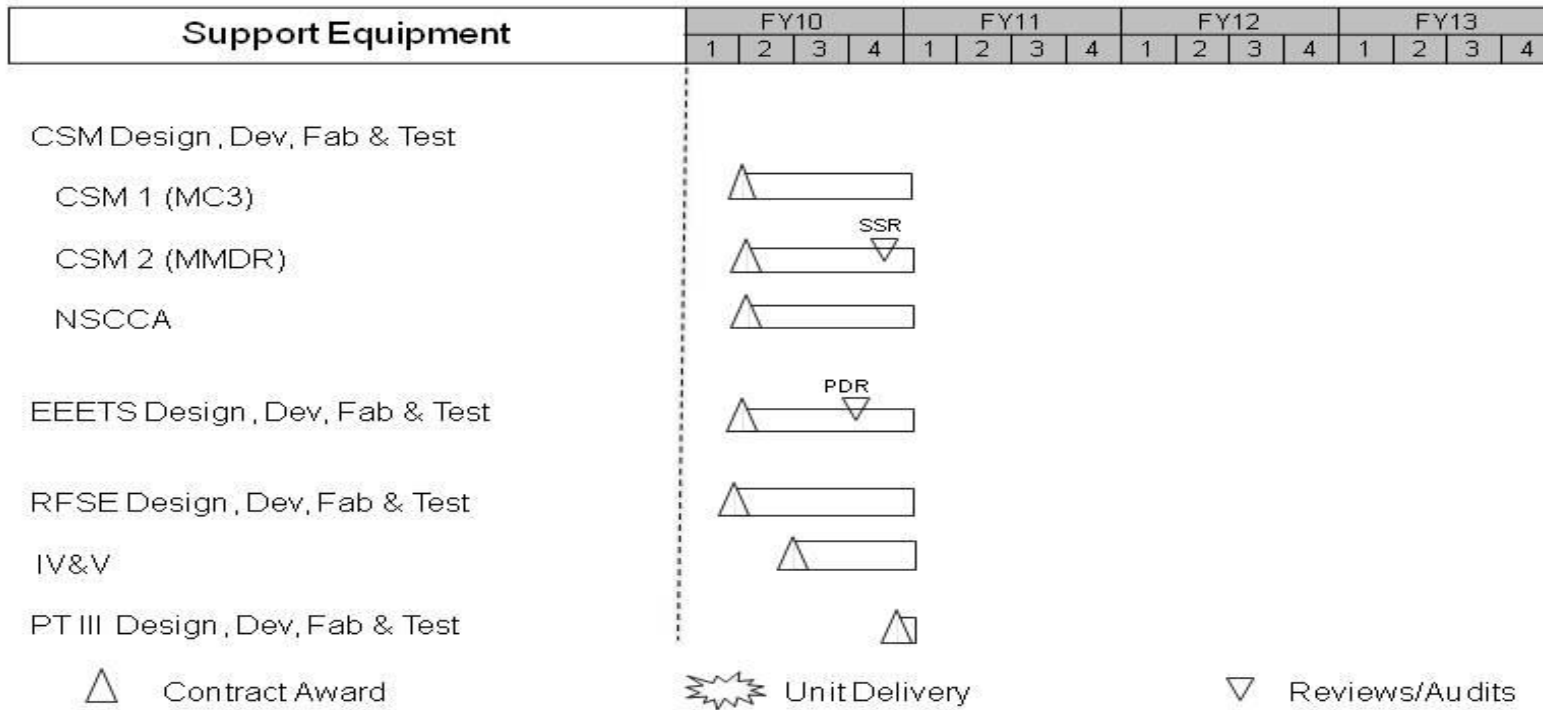 Support Equipment
FY10 FY11 FY12 FY13
1 2 3 4 1 2 3 4 1 2 3 4 1 2 3 4
CSM Design, Dev, Fab & Test
CSM 1 (MC3)
SSR
CSM 2 (MMDR)
NSCCA
PDR
EEETS Design, Dev, Fab & Test
RFSE Design, Dev, Fab & Test
IV&V
PT III Design, Dev, Fab & Test
Contract Award Unit Delivery Reviews/Audits